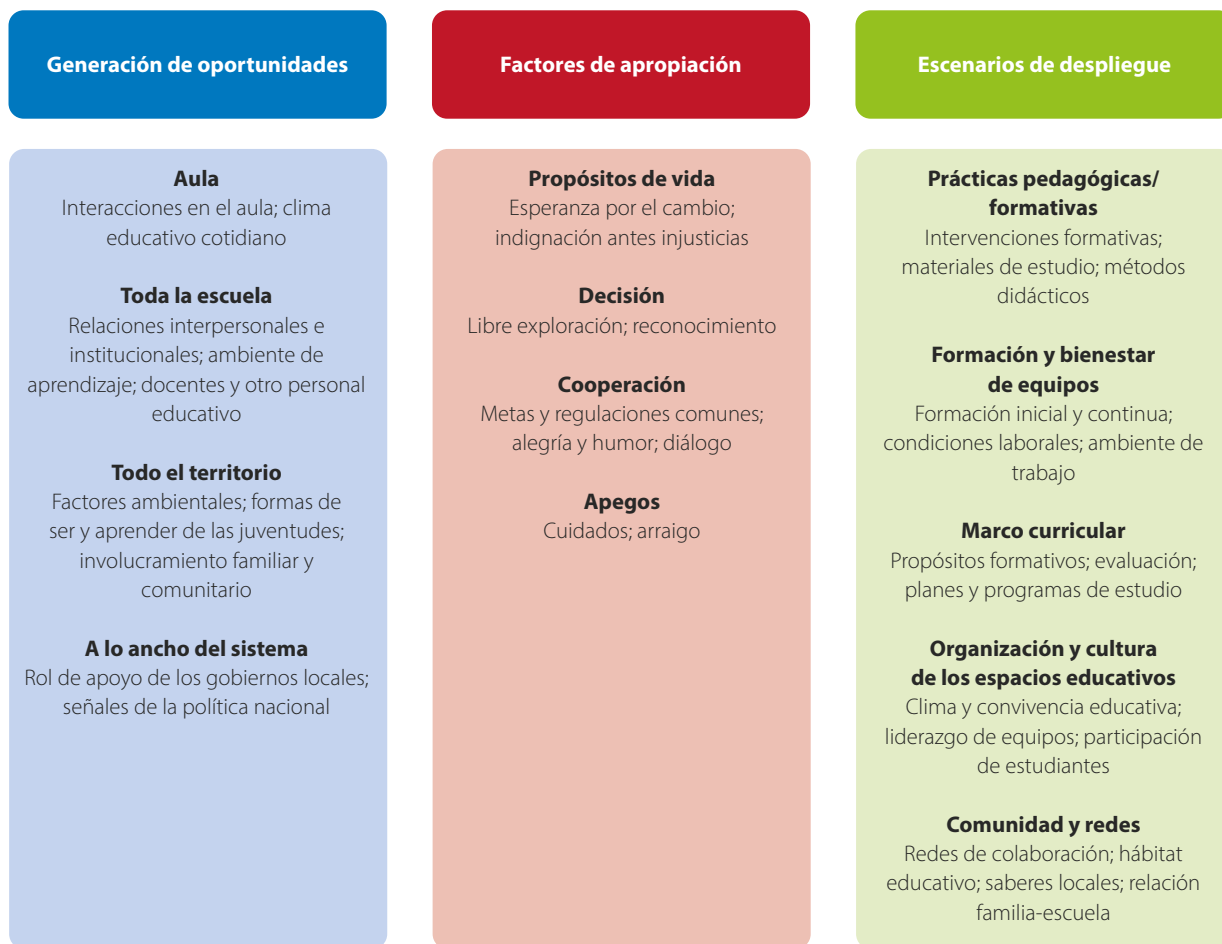 Generación de oportunidades
Aula
Interacciones en el aula; clima
educativo cotidiano
Toda la escuela
Relaciones interpersonales e
institucionales; ambiente de
aprendizaje; docentes y otro personal
educativo
Todo el territorio
Factores ambientales; formas de
ser y aprender de las juventudes;
involucramiento familiar y
comunitario
A lo ancho del sistema
Rol de apoyo de los gobiernos locales;
señales de la política nacional
Factores de apropiación
Propósitos de vida
Esperanza por el cambio;
indignación antes injusticias
Decisión
Libre exploración; reconocimiento
Cooperación
Metas y regulaciones comunes;
alegría y humor; diálogo
Apegos
Cuidados; arraigo
Escenarios de despliegue
Prácticas pedagógicas/
formativas
Intervenciones formativas;
materiales de estudio; métodos
didácticos
Formación y bienestar
de equipos
Formación inicial y continua;
condiciones laborales; ambiente de
trabajo
Marco curricular
Propósitos formativos; evaluación;
planes y programas de estudio
Organización y cultura
de los espacios educativos
Clima y convivencia educativa;
liderazgo de equipos; participación
de estudiantes
Comunidad y redes
Redes de colaboración; hábitat
educativo; saberes locales; relación
familia-escuela